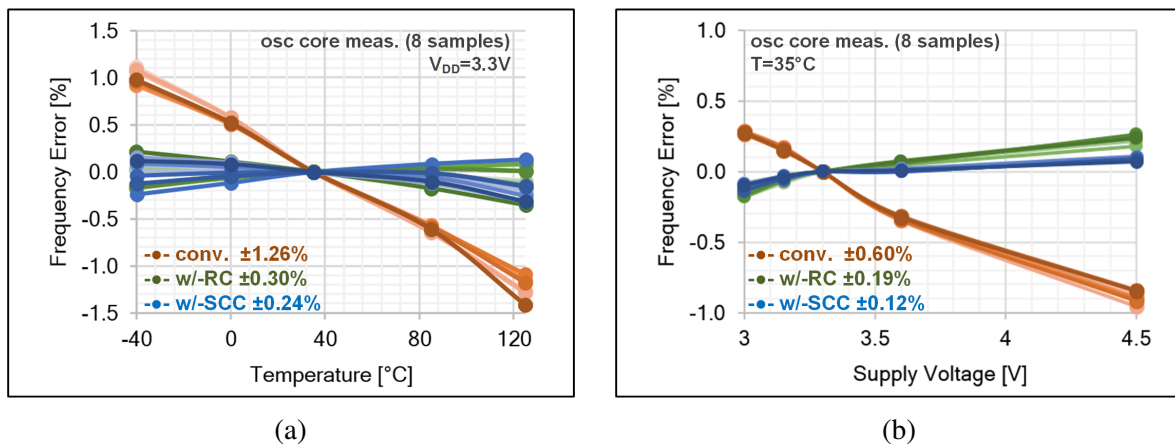 osc core meas. (8 samples)
V_DD=3.3V
Frequency Error [%]
1.5
1.0
0.5
0.0
-0.5
-1.0
-1.5
conv. ±1.26%
w/-RC ±0.30%
w/-SCC ±0.24%
-40 0 40 80 120
Temperature [°C]
(a)
osc core meas. (8 samples)
T=35°C
Frequency Error [%]
1.0
0.5
0.0
-0.5
-1.0
conv. ±0.60%
w/-RC ±0.19%
w/-SCC ±0.12%
3 3.5 4 4.5
Supply Voltage [V]
(b)